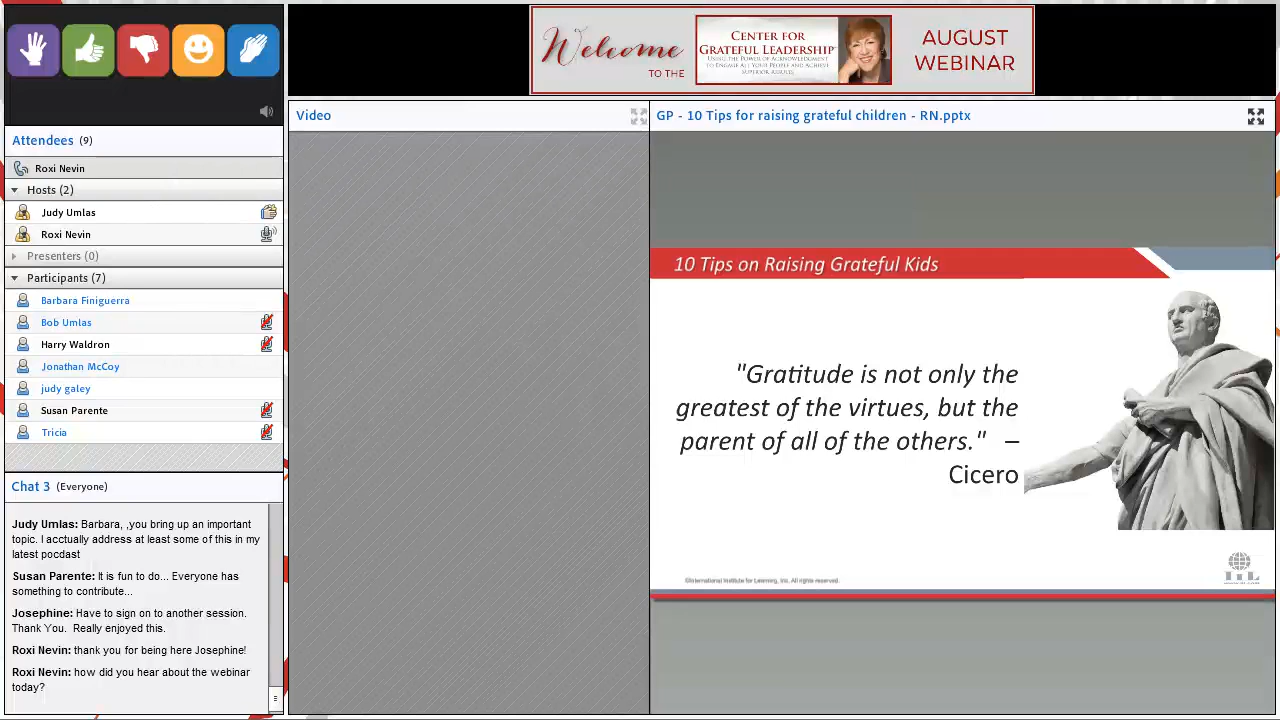 Welcome
TO THE
CENTER FOR
GRATEFUL LEADERSHIP
USING THE POWER OF ACKNOWLEDGMENT
TO ENGAGE ALL YOUR PEOPLE AND ACHIEVE
SUPERIOR RESULTS
AUGUST
WEBINAR
Attendees (9)
Roxi Nevin
Hosts (2)
Judy Umlas
Roxi Nevin
Presenters (0)
Participants (7)
Barbara Finiguerra
Bob Umlas
Harry Waldron
Jonathan McCoy
judy galey
Susan Parente
Tricia
Chat 3 (Everyone)
Judy Umlas: Barbara, ,you bring up an important
topic. I acctually address at least some of this in my
latest pocdast
Susan Parente: It is fun to do... Everyone has
something to contribute...
Josephine: Have to sign on to another session.
Thank You. Really enjoyed this.
Roxi Nevin: thank you for being here Josephine!
Roxi Nevin: how did you hear about the webinar
today?
Video
GP - 10 Tips for raising grateful children - RN.pptx
10 Tips on Raising Grateful Kids
"Gratitude is not only the
greatest of the virtues, but the
parent of all of the others." –
Cicero
©International Institute for Learning, Inc. All rights reserved.
IIL